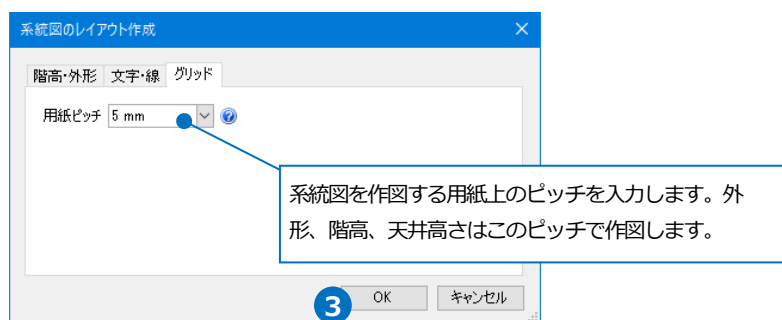 系統図のレイアウト作成
階高・外形 文字・線 グリッド
用紙ピッチ 5 mm
系統図を作図する用紙上のピッチを入力します。外
形、階高、天井高さはこのピッチで作図します。
3 OK キャンセル